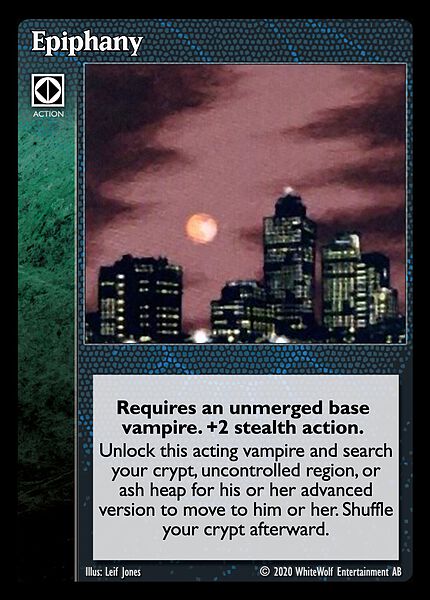 Epiphany
ACTION
Requires an unmerged base
vampire. +2 stealth action.
Unlock this acting vampire and search
your crypt, uncontrolled region, or
ash heap for his or her advanced
version to move to him or her. Shuffle
your crypt afterward.
Illus: Leif Jones
© 2020 WhiteWolf Entertainment AB